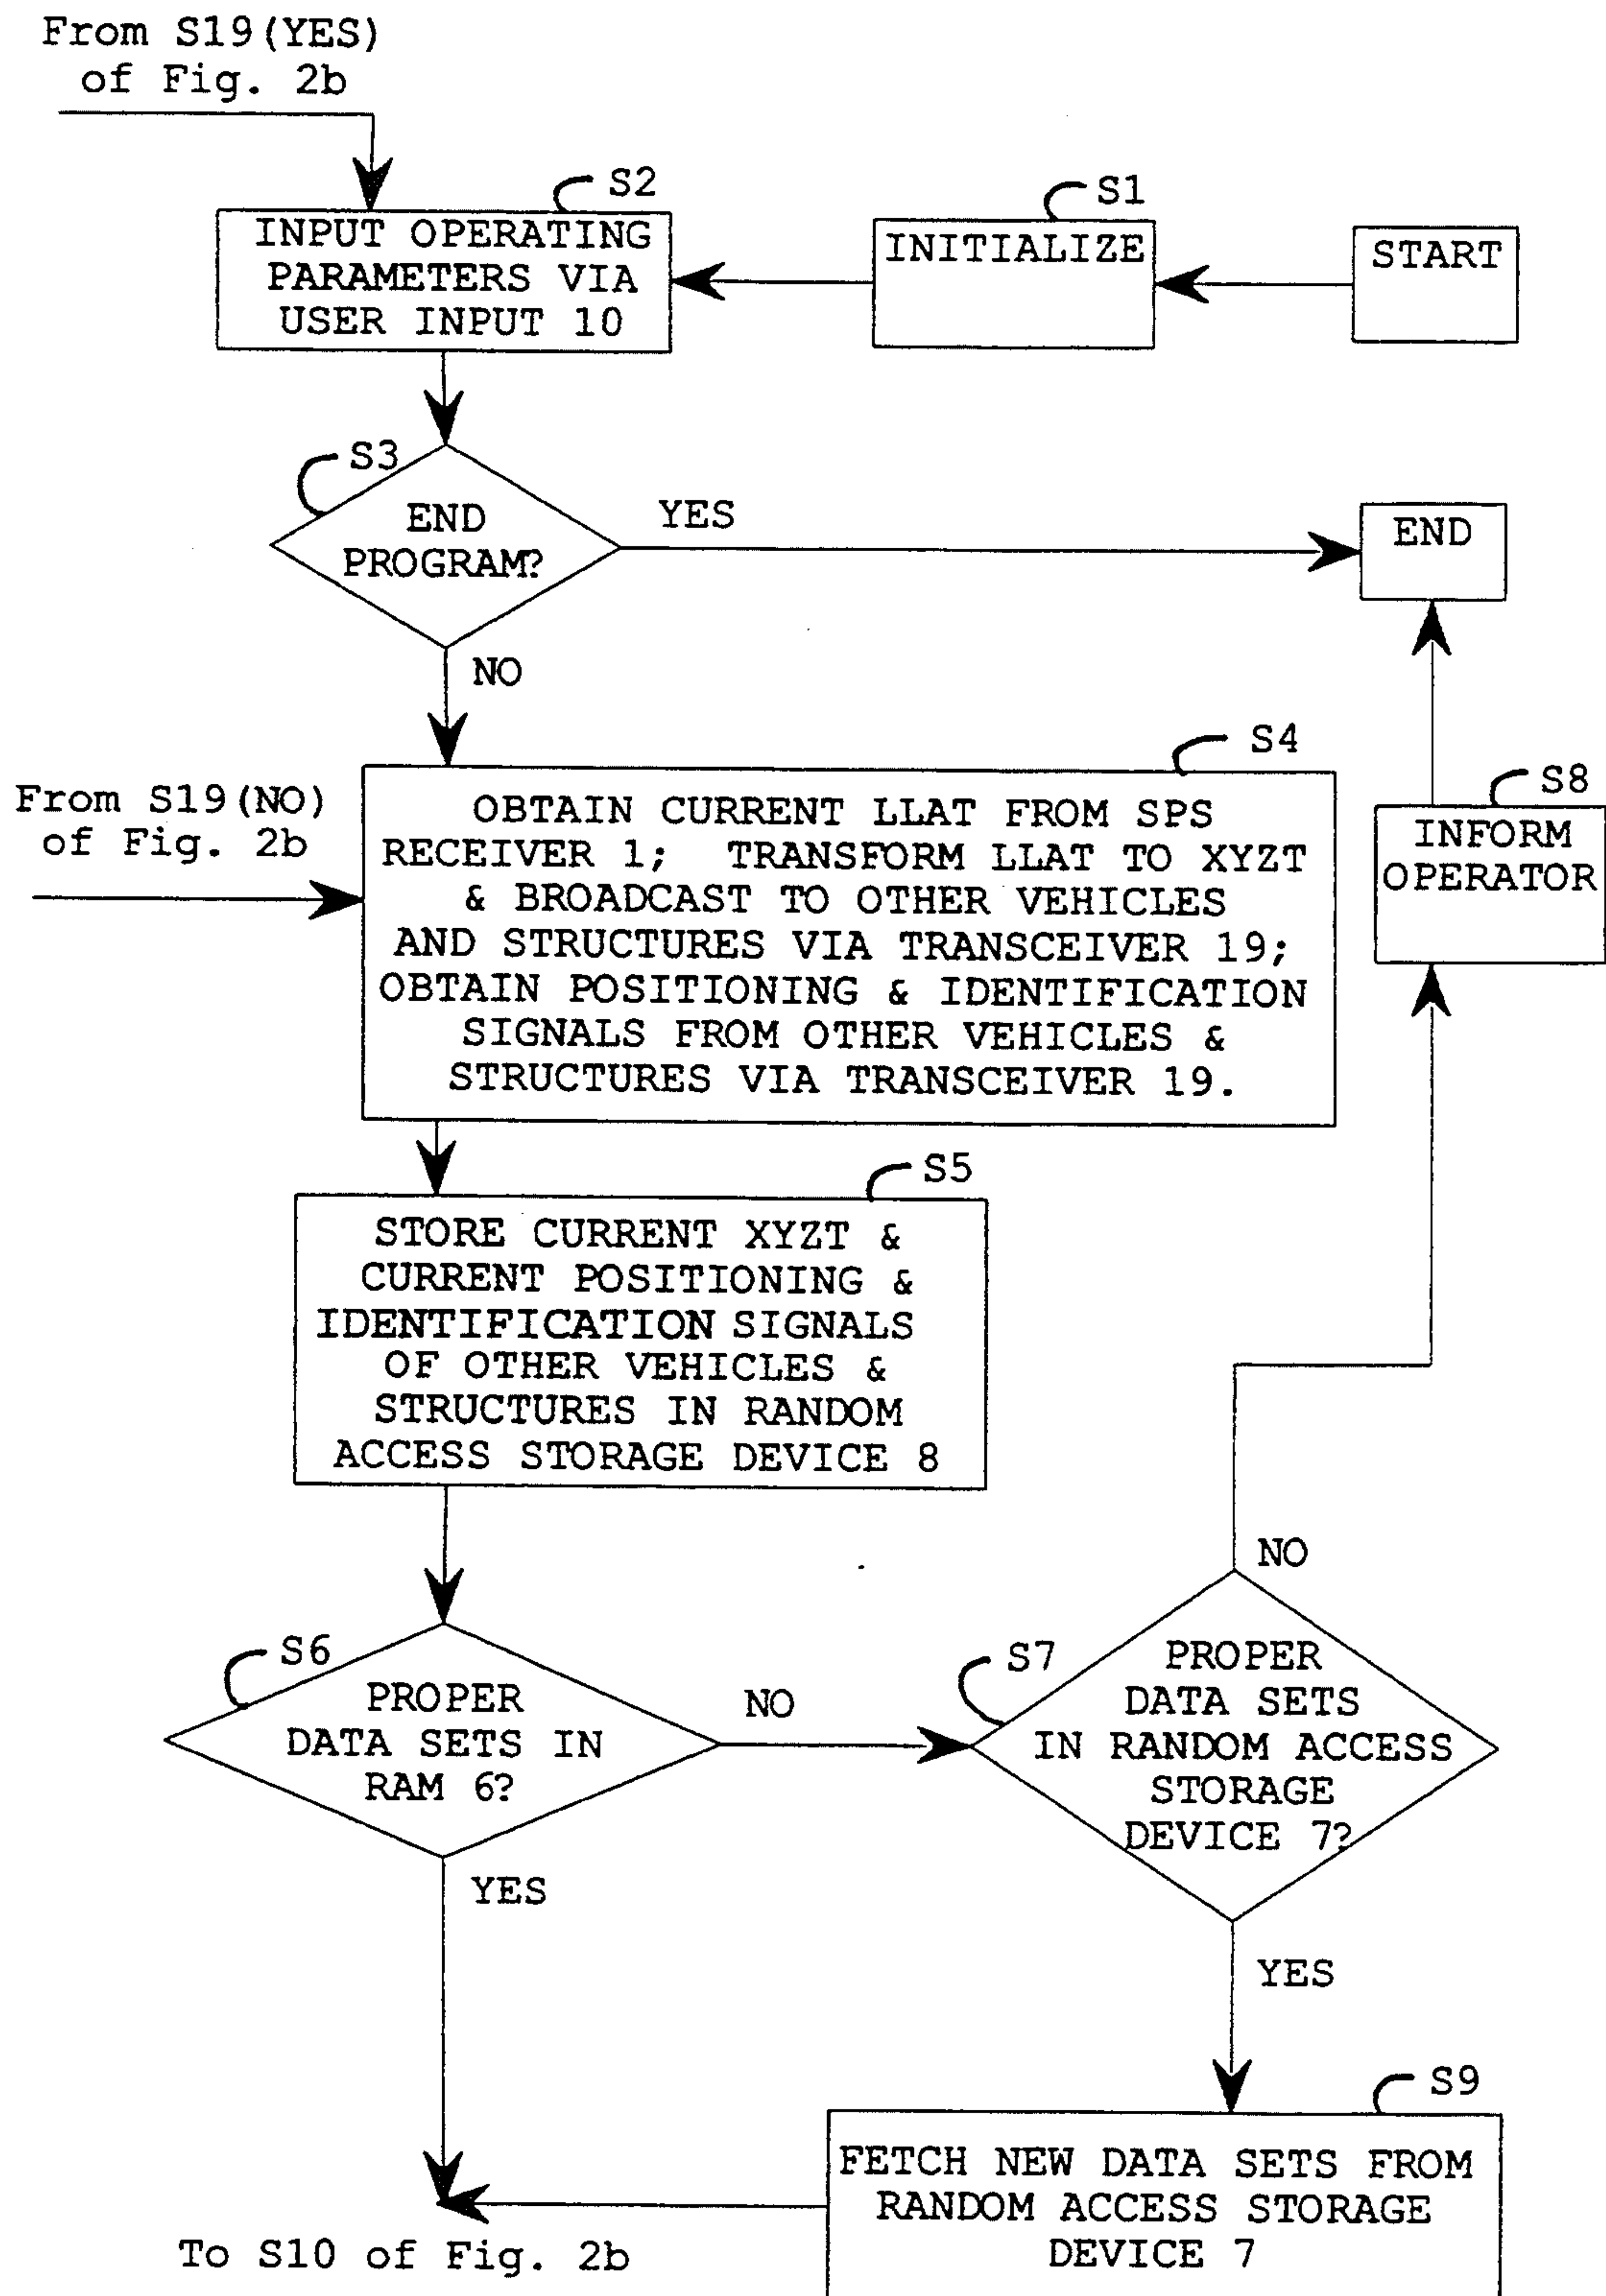 From S19(YES)
of Fig. 2b
S2
INPUT OPERATING
PARAMETERS VIA
USER INPUT 10
S1
INITIALIZE
START
S3
END
PROGRAM?
YES
END
NO
From S19(NO)
of Fig. 2b
S4
OBTAIN CURRENT LLAT FROM SPS
RECEIVER 1; TRANSFORM LLAT TO XYZT
& BROADCAST TO OTHER VEHICLES
AND STRUCTURES VIA TRANSCEIVER 19;
OBTAIN POSITIONING & IDENTIFICATION
SIGNALS FROM OTHER VEHICLES &
STRUCTURES VIA TRANSCEIVER 19.
S8
INFORM
OPERATOR
S5
STORE CURRENT XYZT &
CURRENT POSITIONING &
IDENTIFICATION SIGNALS
OF OTHER VEHICLES &
STRUCTURES IN RANDOM
ACCESS STORAGE DEVICE 8
S6
PROPER
DATA SETS IN
RAM 6?
NO
YES
S7
NO
PROPER
DATA SETS
IN RANDOM ACCESS
STORAGE
DEVICE 7?
YES
S9
FETCH NEW DATA SETS FROM
RANDOM ACCESS STORAGE
DEVICE 7
To S10 of Fig. 2b